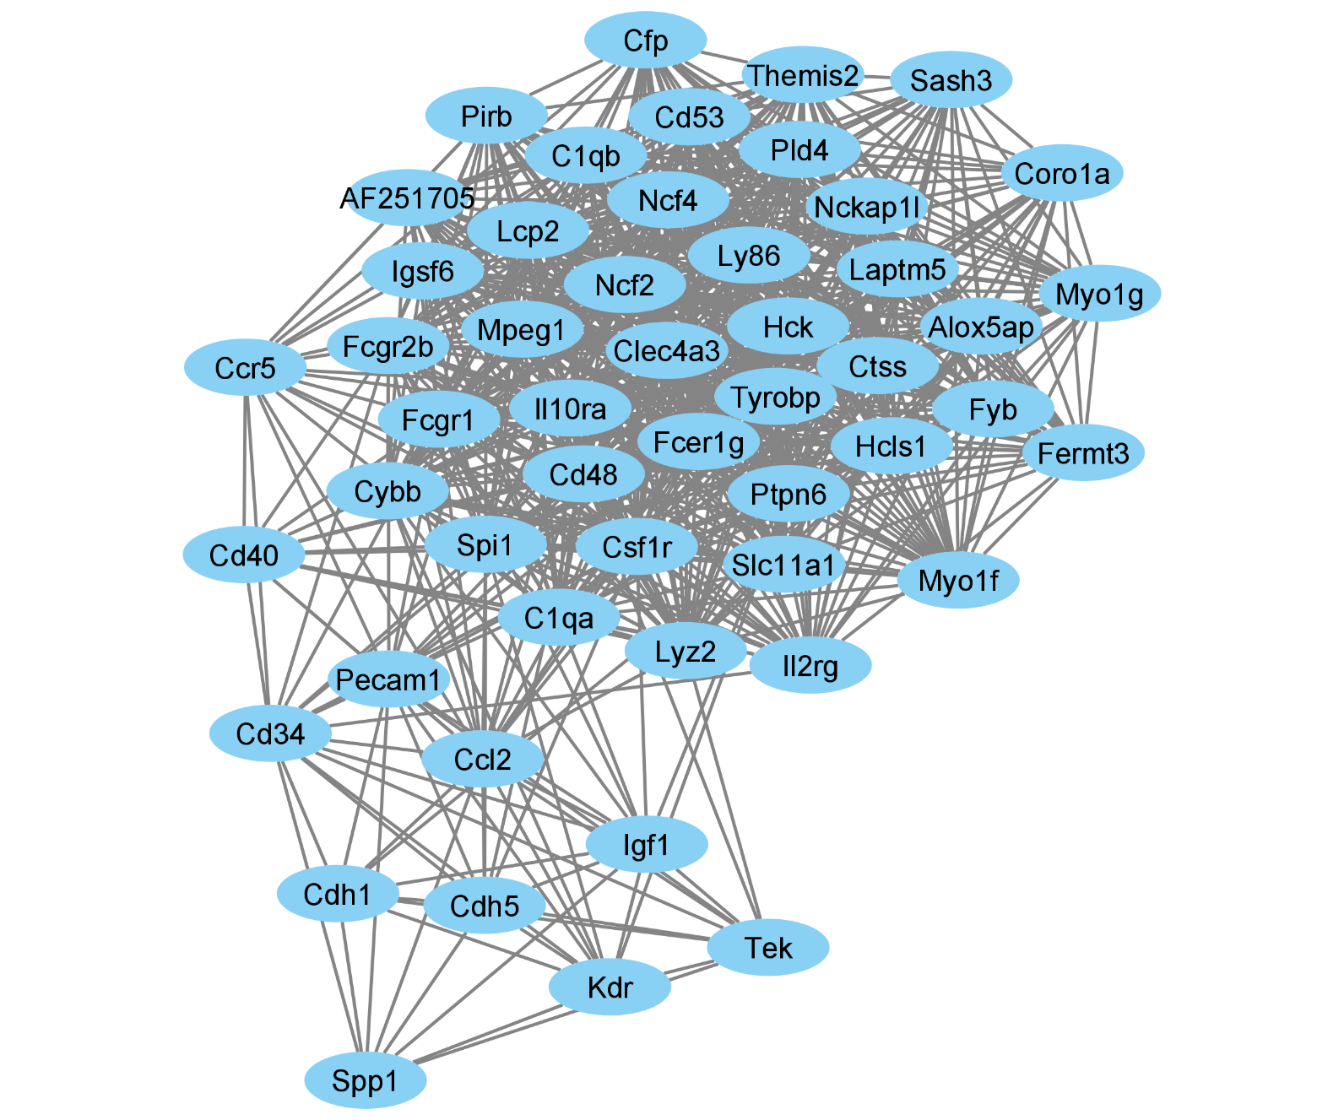 Cfp
Themis2
Sash3
Pirb
Cd53
C1qb
Pld4
Coro1a
AF251705
Ncf4
Nckap1l
Lcp2
Ly86
Igsf6
Laptm5
Ncf2
Myo1g
Mpeg1
Hck
Alox5ap
Fcgr2b
Clec4a3
Ccr5
Ctss
Tyrobp
Il10ra
Fyb
Fcgr1
Fcer1g
Hcls1
Fermt3
Cd48
Cybb
Ptpn6
Cd40
Spi1
Csf1r
Slc11a1
Myo1f
C1qa
Lyz2
Il2rg
Pecam1
Cd34
Ccl2
Igf1
Cdh1
Cdh5
Tek
Kdr
Spp1